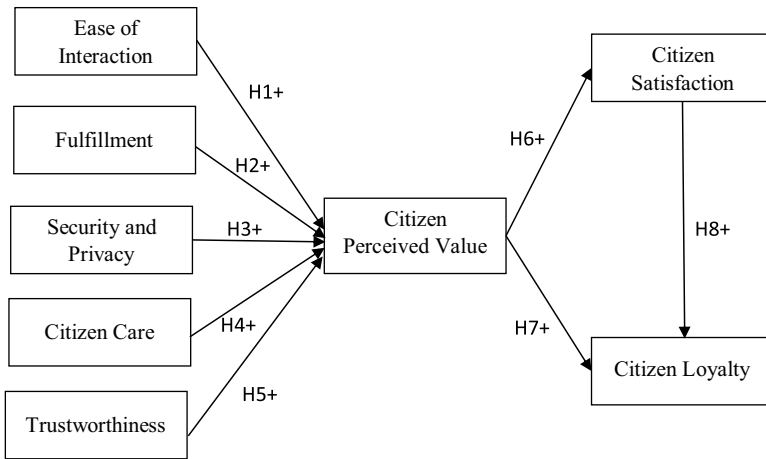 Ease of
Interaction
H1+
Fulfillment
H2+
Security and
Privacy
H3+
Citizen Care
H4+
Trustworthiness
H5+
Citizen
Perceived Value
H6+
H7+
Citizen
Satisfaction
H8+
Citizen Loyalty